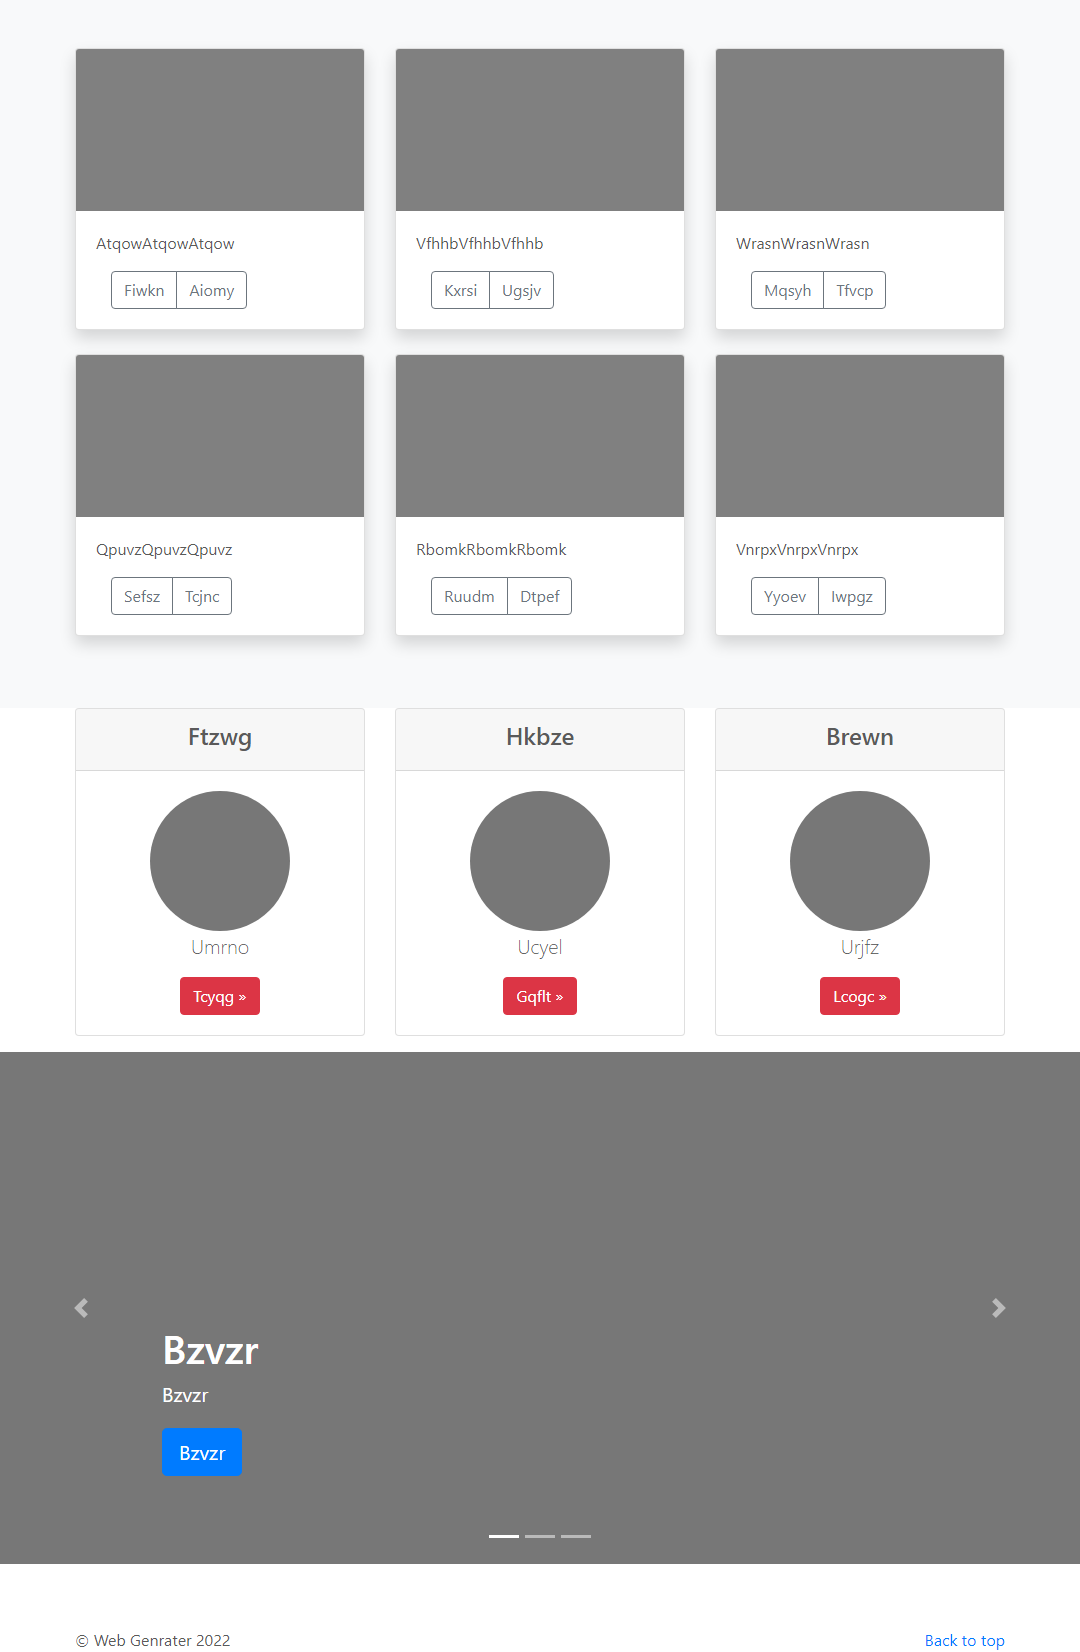 AtqowAtqowAtqow
Fiwkn Aiomy
VfhhbVfhhbVfhhb
Kxrsi Ugsjv
WrasnWrasnWrasn
Mqsyh Tfvcp
QpuvzQpuvzQpuvz
Sefsz Tcjnc
RbomkRbomkRbomk
Ruudm Dtpef
VnrpxVnrpxVnrpx
Yyoev Iwpgz
Ftzwg
Umrno
Tcyqg »
Hkbze
Ucyel
Gqflt »
Brewn
Urjfz
Lcogc »
Bzvzr
Bzvzr
Bzvzr
© Web Genrater 2022
Back to top